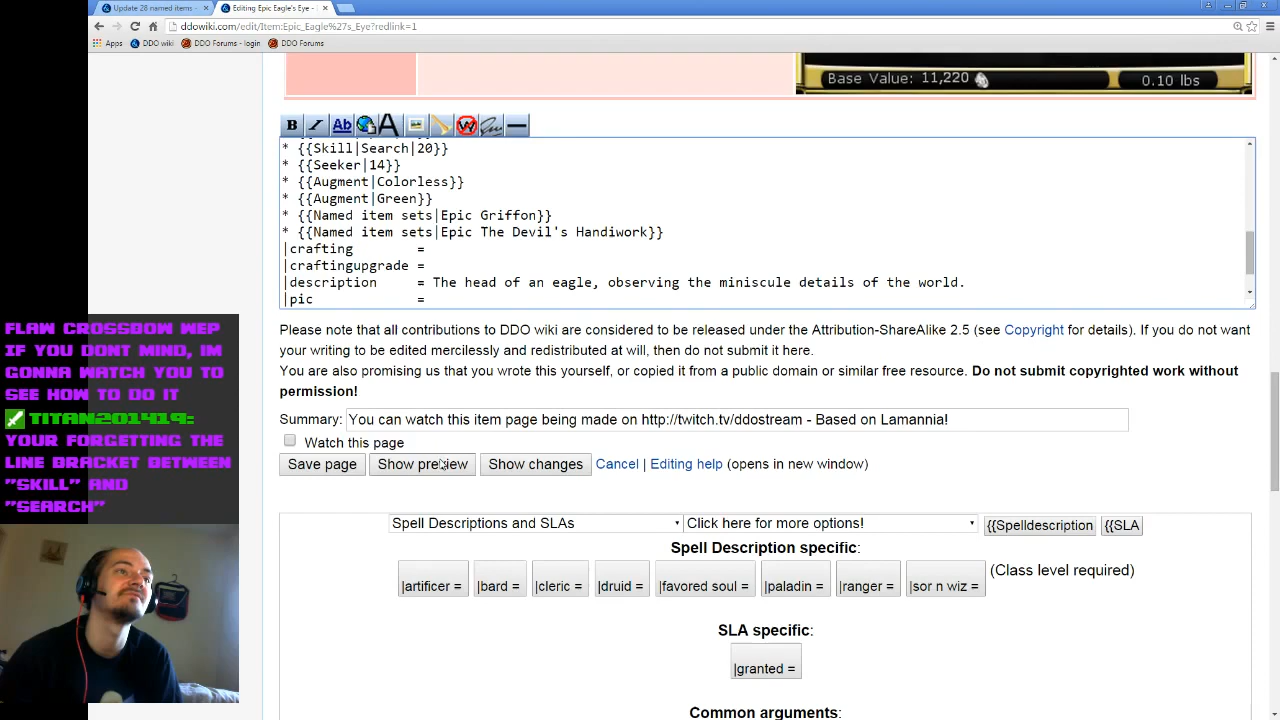 Update 28 named items -
Editing Epic Eagle's Eye -
ddowiki.com/edit/Item:Epic_Eagle%27s_Eye?redlink=1
Apps DDO wiki DDO Forums - login DDO Forums
Base Value: 11,220 0.10 lbs
B I Ab A W
* {{Skill|Search|20}}
* {{Seeker|14}}
* {{Augment|Colorless}}
* {{Augment|Green}}
* {{Named item sets|Epic Griffon}}
* {{Named item sets|Epic The Devil's Handiwork}}
|crafting =
|craftingupgrade =
|description = The head of an eagle, observing the miniscule details of the world.
|pic =
Please note that all contributions to DDO wiki are considered to be released under the Attribution-ShareAlike 2.5 (see Copyright for details). If you do not want
your writing to be edited mercilessly and redistributed at will, then do not submit it here.
You are also promising us that you wrote this yourself, or copied it from a public domain or similar free resource. Do not submit copyrighted work without
permission!
Summary: You can watch this item page being made on http://twitch.tv/ddostream - Based on Lamannia!
Watch this page
Save page Show preview Show changes Cancel | Editing help (opens in new window)
Spell Descriptions and SLAs Click here for more options! {{Spelldescription {{SLA
Spell Description specific:
|artificer = |bard = |cleric = |druid = |favored soul = |paladin = |ranger = |sor n wiz = (Class level required)
SLA specific:
|granted =
Common arguments:
FLAW CROSSBOW WEP
IF YOU DONT MIND, IM
GONNA WATCH YOU TO
SEE HOW TO DO IT
TITAN201419:
YOUR FORGETTING THE
LINE BRACKET BETWEEN
"SKILL" AND
"SEARCH"